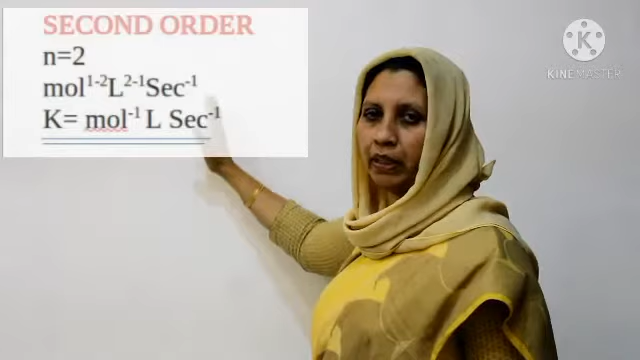 SECOND ORDER
n=2
mol¹⁻²L²⁻¹Sec⁻¹
K= mol⁻¹ L Sec⁻¹
KINEMASTER